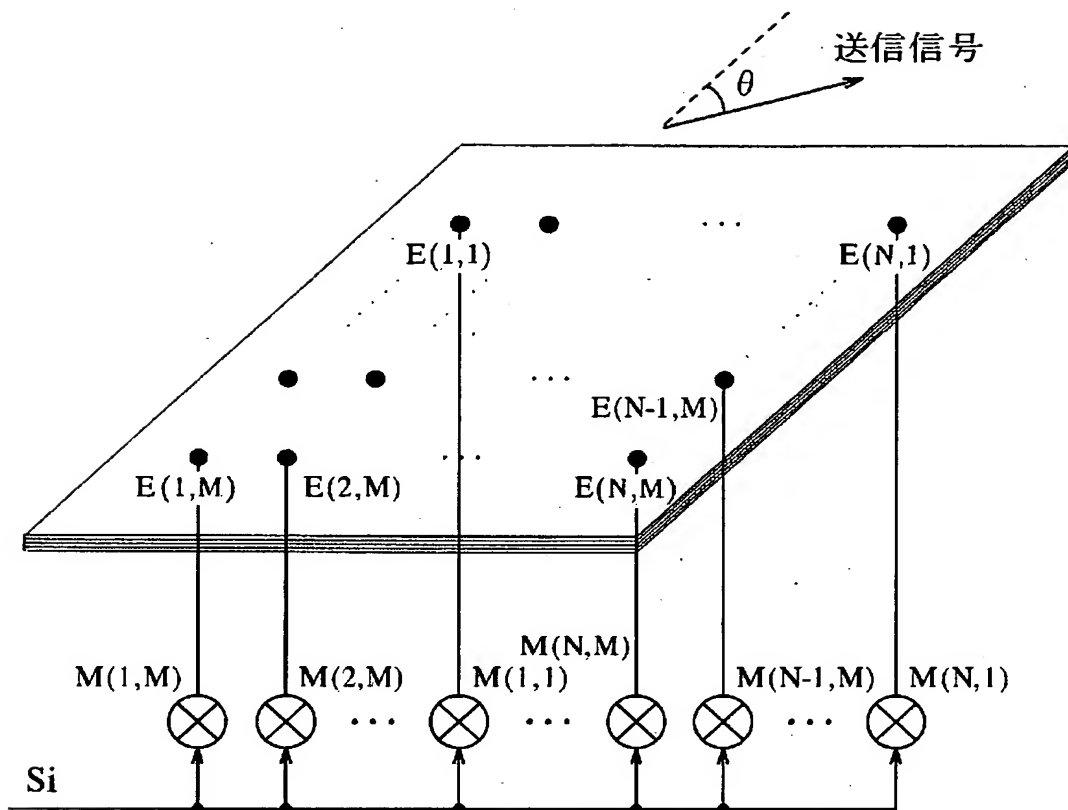 送信信号
θ
...
E(1,1)
E(N,1)
...
E(N-1,M)
...
E(1,M)
E(2,M)
E(N,M)
M(N,M)
M(1,M)
M(2,M)
M(1,1)
M(N-1,M)
M(N,1)
... ... ...
Si